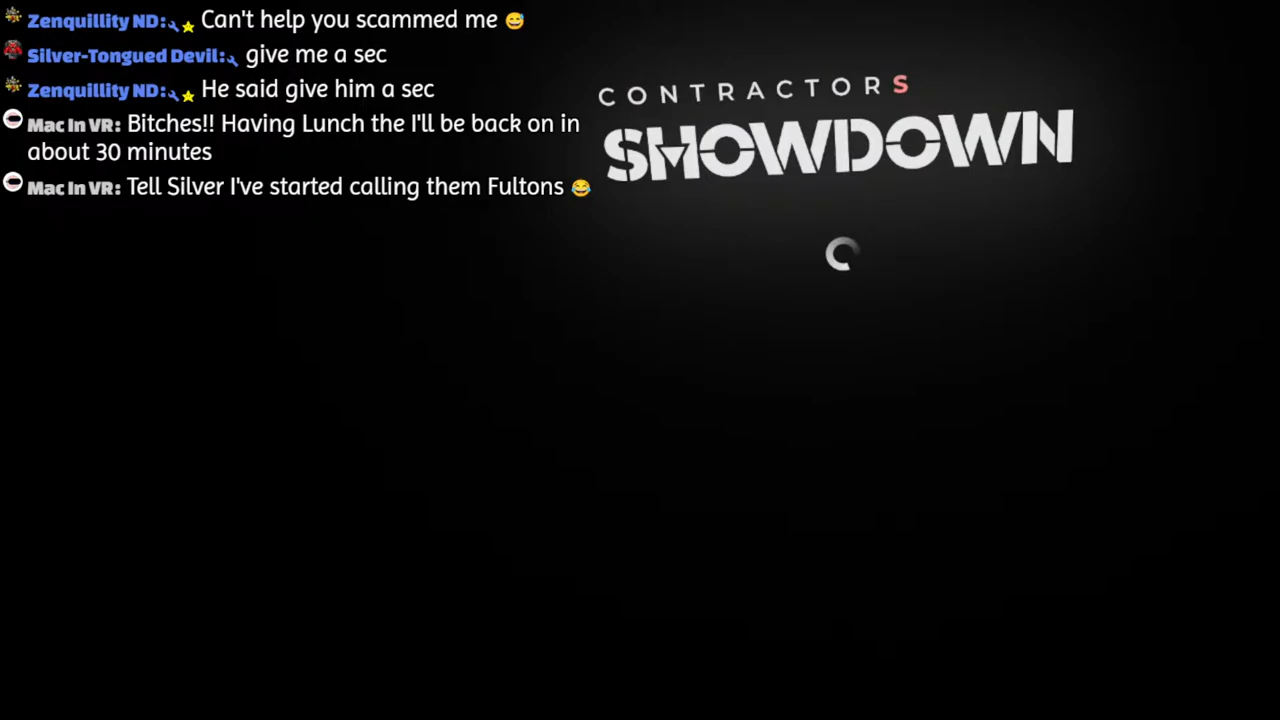 Zenquillity ND: Can't help you scammed me 😅
Silver-Tongued Devil: give me a sec
Zenquillity ND: He said give him a sec
Mac In VR: Bitches!! Having Lunch the I'll be back on in
about 30 minutes
Mac In VR: Tell Silver I've started calling them Fultons 😂
CONTRACTORS
SHOWDOWN